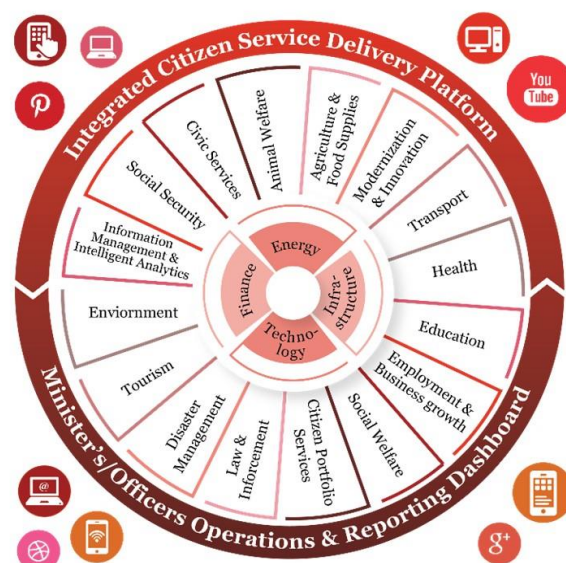 Integrated Citizen Service Delivery Platform
You
Tube
Animal Welfare
Agriculture &
Food Supplies
Modernization
& Innovation
Transport
Health
Education
Employment &
Business growth
Social Welfare
Citizen Portfolio
Services
Law &
Inforcement
Disaster
Management
Tourism
Enviornment
Information
Management &
Intelligent Analytics
Social Security
Civic Services
Energy
Infra-
structure
Techno-
logy
Finance
Minister's/Officers Operations & Reporting Dashboard
@
g+